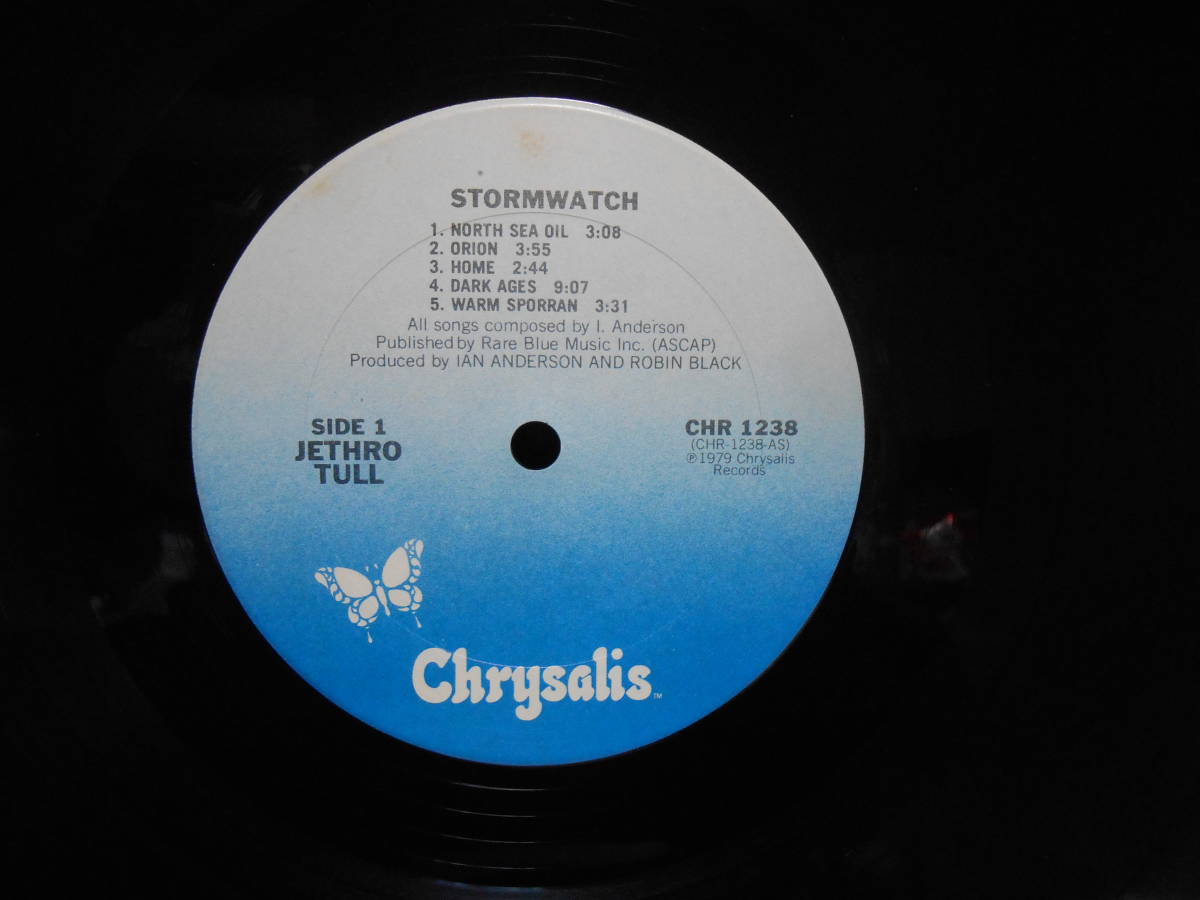 STORMWATCH
1. NORTH SEA OIL 3:08
2. ORION 3:55
3. HOME 2:44
4. DARK AGES 9:07
5. WARM SPORRAN 3:31
All songs composed by I. Anderson
Published by Rare Blue Music Inc. (ASCAP)
Produced by IAN ANDERSON AND ROBIN BLACK
SIDE 1
JETHRO
TULL
CHR 1238
(CHR-1238-AS)
℗1979 Chrysalis
Records
Chrysalis™